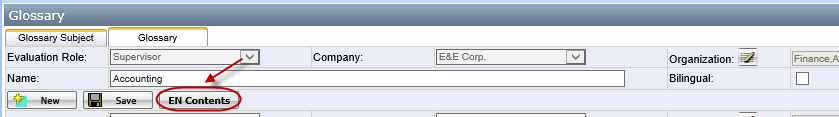 Glossary
Glossary Subject Glossary
Evaluation Role: Supervisor Company: E&E Corp. Organization: Finance,A
Name: Accounting Bilingual:
New Save EN Contents